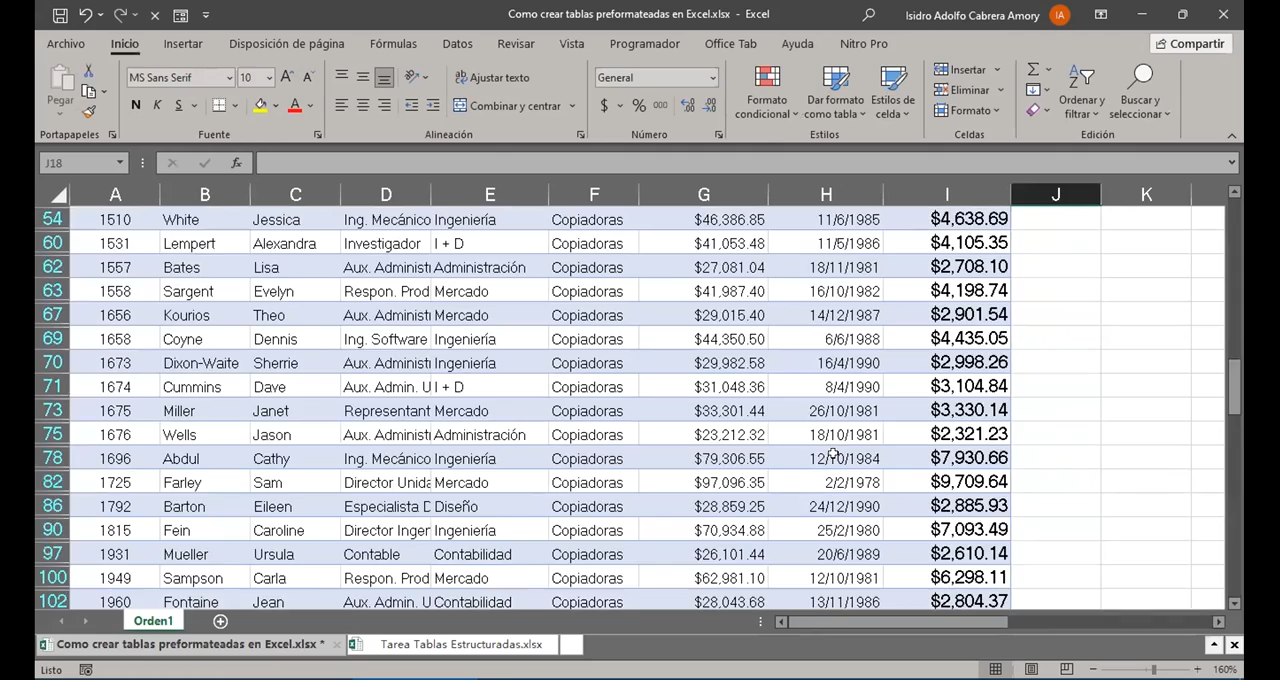 Como crear tablas preformateadas en Excel.xlsx - Excel
Isidro Adolfo Cabrera Amory IA
Archivo Inicio Insertar Disposición de página Fórmulas Datos Revisar Vista Programador Office Tab Ayuda Nitro Pro Compartir
Pegar
MS Sans Serif 10 A A
N K S A
ab Ajustar texto
Combinar y centrar
General
$ % 000
Formato condicional
Dar formato como tabla
Estilos de celda
Insertar
Eliminar
Formato
Ordenar y filtrar
Buscar y seleccionar
Portapapeles Fuente Alineación Número Estilos Celdas Edición
J18 fx
A B C D E F G H I J K
54 1510 White Jessica Ing. Mecánico Ingeniería Copiadoras $46,386.85 11/6/1985 $4,638.69
60 1531 Lempert Alexandra Investigador I + D Copiadoras $41,053.48 11/5/1986 $4,105.35
62 1557 Bates Lisa Aux. Administ Administración Copiadoras $27,081.04 18/11/1981 $2,708.10
63 1558 Sargent Evelyn Respon. Prod Mercado Copiadoras $41,987.40 16/10/1982 $4,198.74
67 1656 Kourios Theo Aux. Administ Mercado Copiadoras $29,015.40 14/12/1987 $2,901.54
69 1658 Coyne Dennis Ing. Software Ingeniería Copiadoras $44,350.50 6/6/1988 $4,435.05
70 1673 Dixon-Waite Sherrie Aux. Administ Ingeniería Copiadoras $29,982.58 16/4/1990 $2,998.26
71 1674 Cummins Dave Aux. Admin. U I + D Copiadoras $31,048.36 8/4/1990 $3,104.84
73 1675 Miller Janet Representant Mercado Copiadoras $33,301.44 26/10/1981 $3,330.14
75 1676 Wells Jason Aux. Administ Administración Copiadoras $23,212.32 18/10/1981 $2,321.23
78 1696 Abdul Cathy Ing. Mecánico Ingeniería Copiadoras $79,306.55 12/10/1984 $7,930.66
82 1725 Farley Sam Director Unida Mercado Copiadoras $97,096.35 2/2/1978 $9,709.64
86 1792 Barton Eileen Especialista D Diseño Copiadoras $28,859.25 24/12/1990 $2,885.93
90 1815 Fein Caroline Director Inger Ingeniería Copiadoras $70,934.88 25/2/1980 $7,093.49
97 1931 Mueller Ursula Contable Contabilidad Copiadoras $26,101.44 20/6/1989 $2,610.14
100 1949 Sampson Carla Respon. Prod Mercado Copiadoras $62,981.10 12/10/1981 $6,298.11
102 1960 Fontaine Jean Aux. Admin. U Contabilidad Copiadoras $28,043.68 13/11/1986 $2,804.37
Orden1
Como crear tablas preformateadas en Excel.xlsx * Tarea Tablas Estructuradas.xlsx
Listo 160%